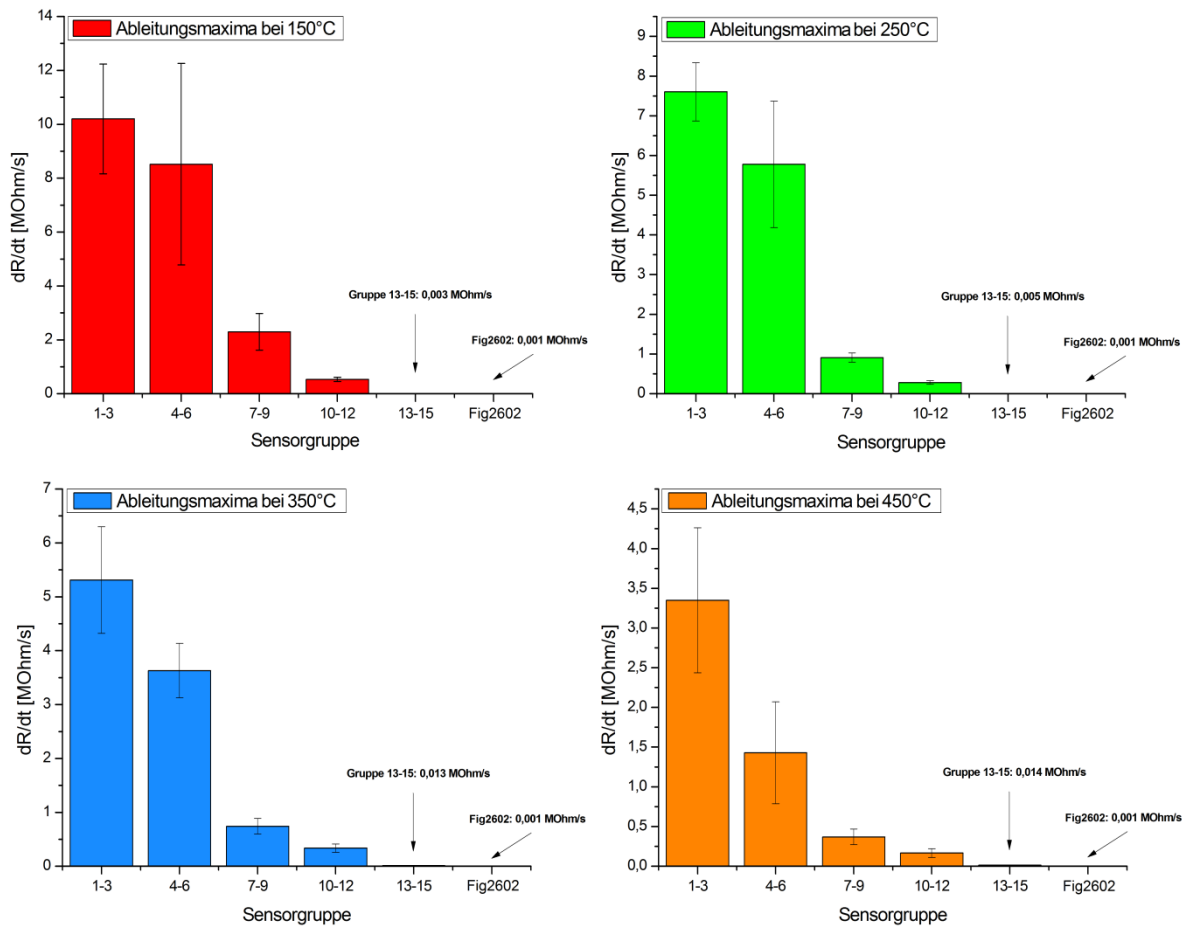 Ableitungsmaxima bei 150°C
14
12
10
8
6
4
2
0
dR/dt [MOhm/s]
Gruppe 13-15: 0,003 MOhm/s
Fig2602: 0,001 MOhm/s
1-3 4-6 7-9 10-12 13-15 Fig2602
Sensorgruppe
Ableitungsmaxima bei 250°C
9
8
7
6
5
4
3
2
1
0
dR/dt [MOhm/s]
Gruppe 13-15: 0,005 MOhm/s
Fig2602: 0,001 MOhm/s
1-3 4-6 7-9 10-12 13-15 Fig2602
Sensorgruppe
Ableitungsmaxima bei 350°C
7
6
5
4
3
2
1
0
dR/dt [MOhm/s]
Gruppe 13-15: 0,013 MOhm/s
Fig2602: 0,001 MOhm/s
1-3 4-6 7-9 10-12 13-15 Fig2602
Sensorgruppe
Ableitungsmaxima bei 450°C
4,5
4,0
3,5
3,0
2,5
2,0
1,5
1,0
0,5
0,0
dR/dt [MOhm/s]
Gruppe 13-15: 0,014 MOhm/s
Fig2602: 0,001 MOhm/s
1-3 4-6 7-9 10-12 13-15 Fig2602
Sensorgruppe